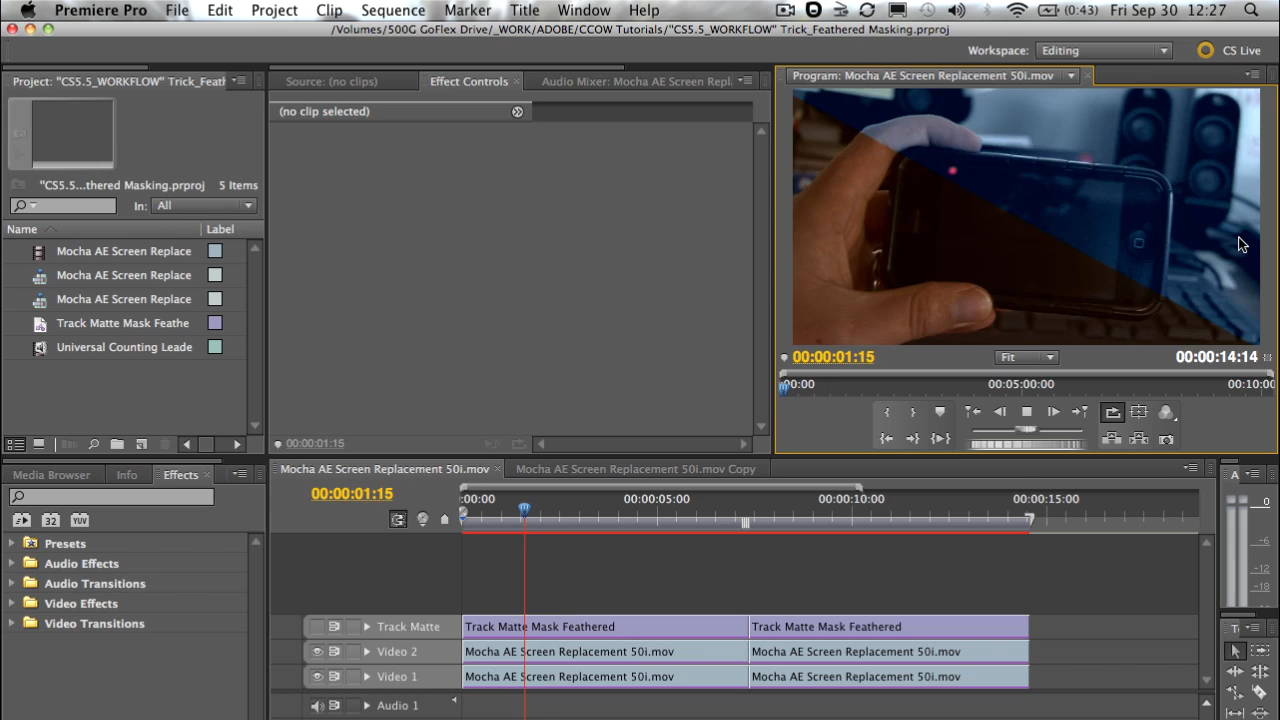 Premiere Pro File Edit Project Clip Sequence Marker Title Window Help (0:43) Fri Sep 30 12:27
/Volumes/500G GoFlex Drive/_WORK/ADOBE/CCOW Tutorials/"CS5.5_WORKFLOW" Trick_Feathered Masking.prproj
Workspace: Editing CS Live
Project: "CS5.5_WORKFLOW" Trick_Feath
Source: (no clips) Effect Controls Audio Mixer: Mocha AE Screen Repl
Program: Mocha AE Screen Replacement 50i.mov
(no clip selected)
"CS5.5...thered Masking.prproj 5 Items
In: All
Name Label
Mocha AE Screen Replace
Mocha AE Screen Replace
Mocha AE Screen Replace
Track Matte Mask Feathe
Universal Counting Leade
00:00:01:15 Fit 00:00:14:14
00:00 00:05:00:00 00:10:00
00:00:01:15
Media Browser Info Effects
32 YUV
Presets
Audio Effects
Audio Transitions
Video Effects
Video Transitions
Mocha AE Screen Replacement 50i.mov Mocha AE Screen Replacement 50i.mov Copy
00:00:01:15 :00:00 00:05:00 00:10:00 00:15:00
Track Matte Track Matte Mask Feathered Track Matte Mask Feathered
Video 2 Mocha AE Screen Replacement 50i.mov Mocha AE Screen Replacement 50i.mov
Video 1 Mocha AE Screen Replacement 50i.mov Mocha AE Screen Replacement 50i.mov
Audio 1
A
0
-6
-12
-18
T